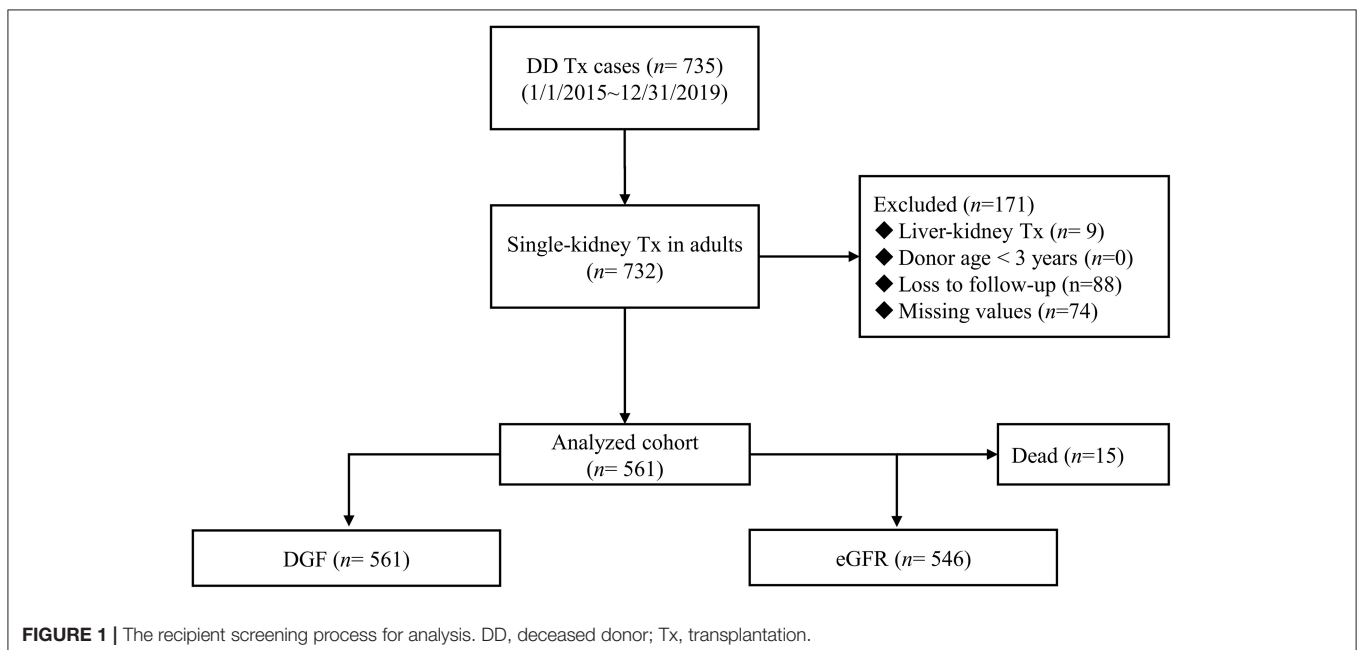 DD Tx cases (n= 735)
(1/1/2015~12/31/2019)
Single-kidney Tx in adults
(n= 732)
Excluded (n=171)
◆ Liver-kidney Tx (n= 9)
◆ Donor age < 3 years (n=0)
◆ Loss to follow-up (n=88)
◆ Missing values (n=74)
Analyzed cohort
(n= 561)
Dead (n=15)
DGF (n= 561)
eGFR (n= 546)
FIGURE 1 | The recipient screening process for analysis. DD, deceased donor; Tx, transplantation.